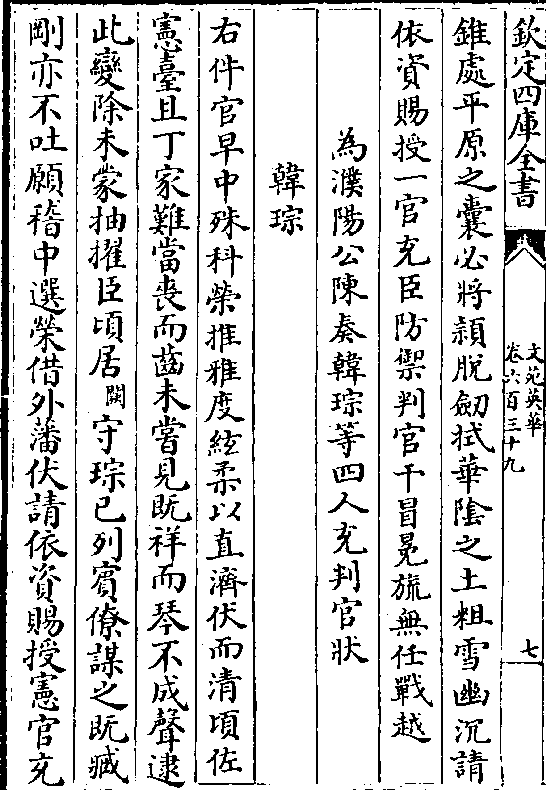 欽定四庫全書
文苑英華
卷六百三十九
七
錐處平原之囊必將頴脫劒拭華陰之土粗雪幽沉請
依資賜授一官充臣防禦判官干冒冕旒無任戰越
為濮陽公陳奏韓琮等四人充判官狀
韓琮
右件官早中殊科榮推雅度絃柔以直濟伏而清頃佐
憲臺且丁家難當喪而齒未嘗見既祥而琴不成聲逮
此變除未蒙抽擢臣頃居闕守琮已列賓僚謀之既臧
剛亦不吐願稽中選榮借外藩伏請依資賜授憲官充